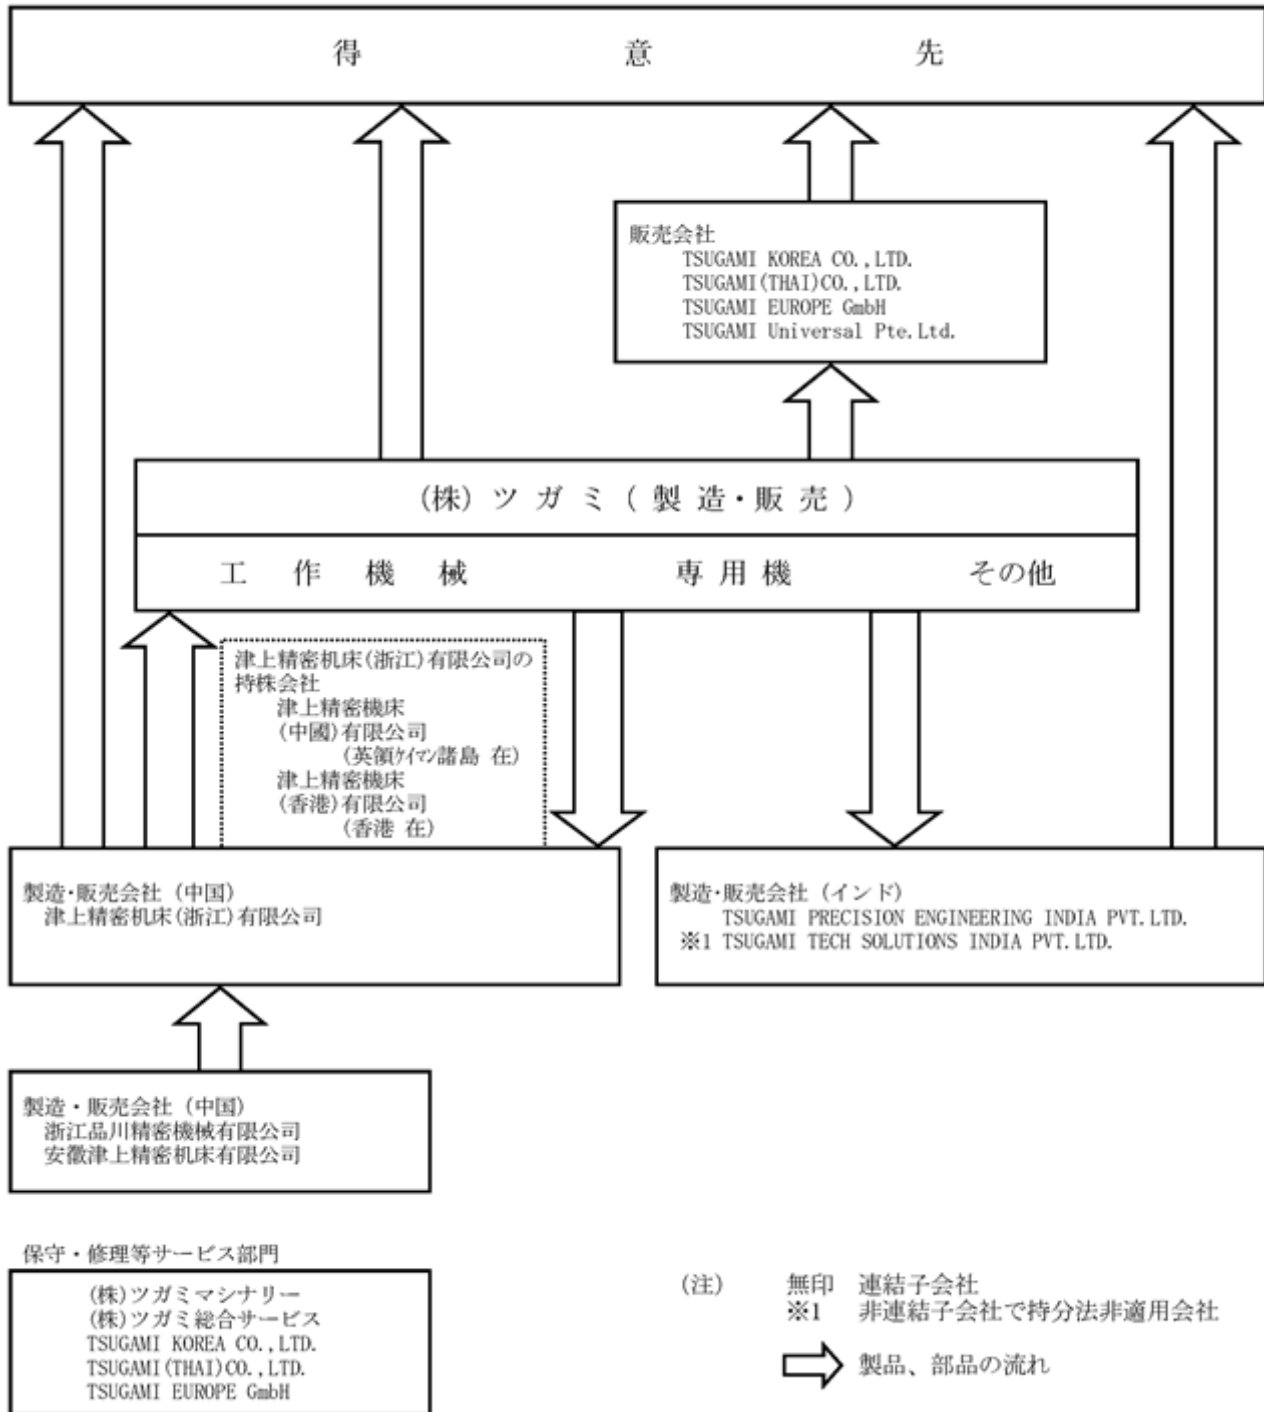 得意先
販売会社
TSUGAMI KOREA CO.,LTD.
TSUGAMI(THAI)CO.,LTD.
TSUGAMI EUROPE GmbH
TSUGAMI Universal Pte.Ltd.
(株)ツガミ(製造・販売)
工作機械 専用機 その他
津上精密机床(浙江)有限公司の
持株会社
津上精密機床
(中國)有限公司
(英領ケイマン諸島 在)
津上精密機床
(香港)有限公司
(香港 在)
製造・販売会社(中国)
津上精密机床(浙江)有限公司
製造・販売会社(インド)
TSUGAMI PRECISION ENGINEERING INDIA PVT.LTD.
※1 TSUGAMI TECH SOLUTIONS INDIA PVT.LTD.
製造・販売会社(中国)
浙江品川精密機械有限公司
安徽津上精密机床有限公司
保守・修理等サービス部門
(株)ツガミマシナリー
(株)ツガミ総合サービス
TSUGAMI KOREA CO.,LTD.
TSUGAMI(THAI)CO.,LTD.
TSUGAMI EUROPE GmbH
(注) 無印 連結子会社
※1 非連結子会社で持分法非適用会社
製品、部品の流れ